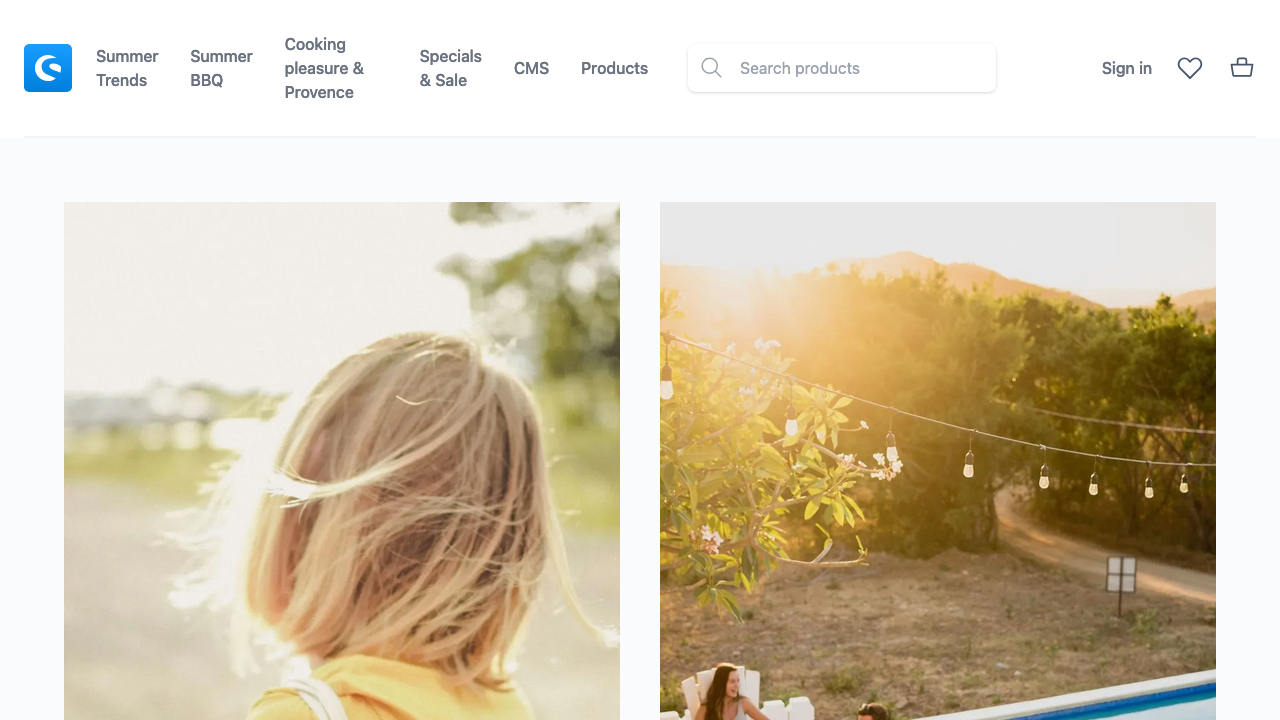 Summer
Trends
Summer
BBQ
Cooking
pleasure &
Provence
Specials
& Sale
CMS
Products
Search products
Sign in